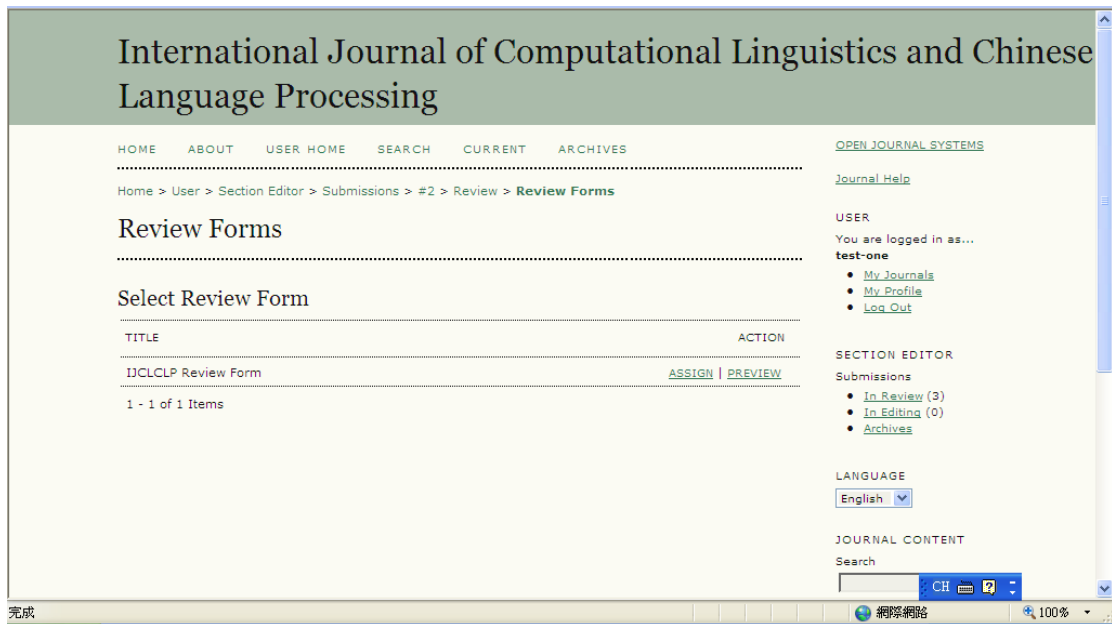 International Journal of Computational Linguistics and Chinese
Language Processing
HOME ABOUT USER HOME SEARCH CURRENT ARCHIVES
Home > User > Section Editor > Submissions > #2 > Review > Review Forms
Review Forms
Select Review Form
TITLE ACTION
IJCLCLP Review Form ASSIGN | PREVIEW
1 - 1 of 1 Items
OPEN JOURNAL SYSTEMS
Journal Help
USER
You are logged in as...
test-one
My Journals
My Profile
Log Out
SECTION EDITOR
Submissions
In Review (3)
In Editing (0)
Archives
LANGUAGE
English
JOURNAL CONTENT
Search
CH
完成 網際網路 100%